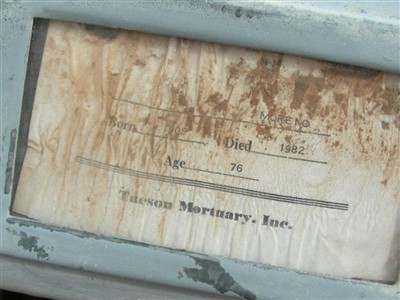 MORENO
Born Died 1982
Age 76
Tucson Mortuary, Inc.